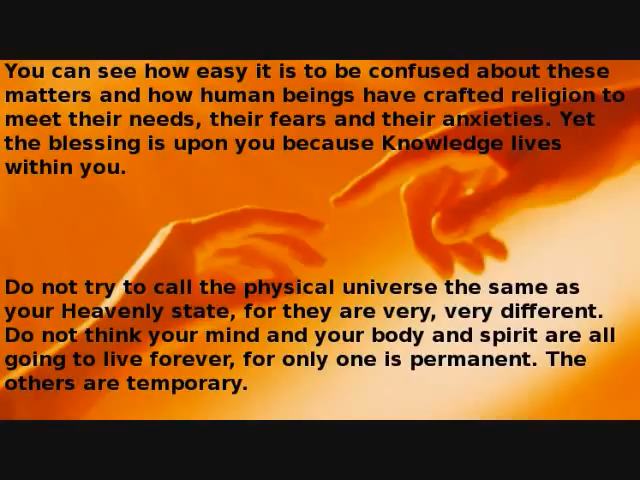 You can see how easy it is to be confused about these
matters and how human beings have crafted religion to
meet their needs, their fears and their anxieties. Yet
the blessing is upon you because Knowledge lives
within you.
Do not try to call the physical universe the same as
your Heavenly state, for they are very, very different.
Do not think your mind and your body and spirit are all
going to live forever, for only one is permanent. The
others are temporary.